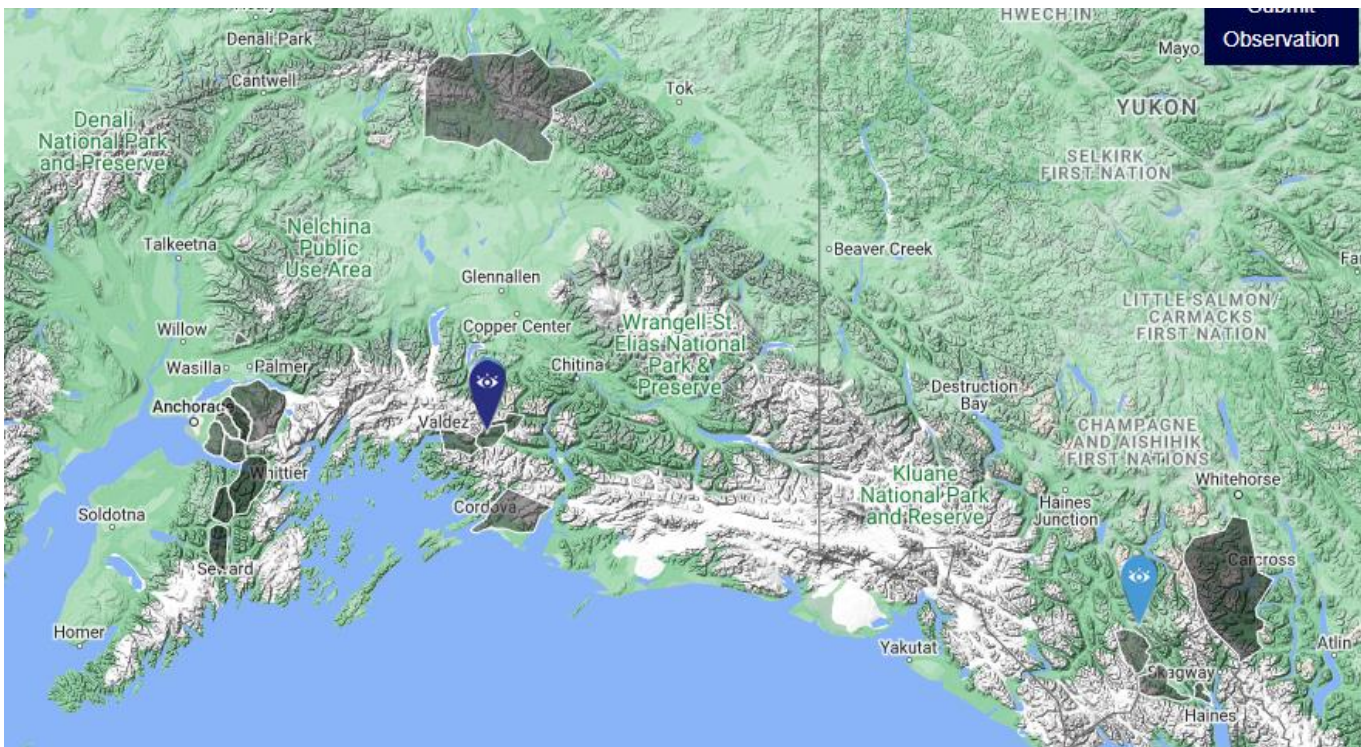 Submit
Observation
HWECH'IN
Mayo
Denali Park
Cantwell
Tok
YUKON
Denali
National Park
and Preserve
SELKIRK
FIRST NATION
Nelchina
Public
Use Area
Talkeetna
Beaver Creek
Glennallen
LITTLE SALMON/
CARMACKS
FIRST NATION
Willow
Copper Center
Wrangell-St.
Elias National
Park &
Preserve
Wasilla
Palmer
Chitina
Destruction
Bay
Anchorage
Valdez
CHAMPAGNE
AND AISHIHIK
FIRST NATIONS
Whittier
Kluane
National Park
and Reserve
Whitehorse
Soldotna
Cordova
Haines
Junction
Seward
Carcross
Homer
Yakutat
Atlin
Skagway
Haines